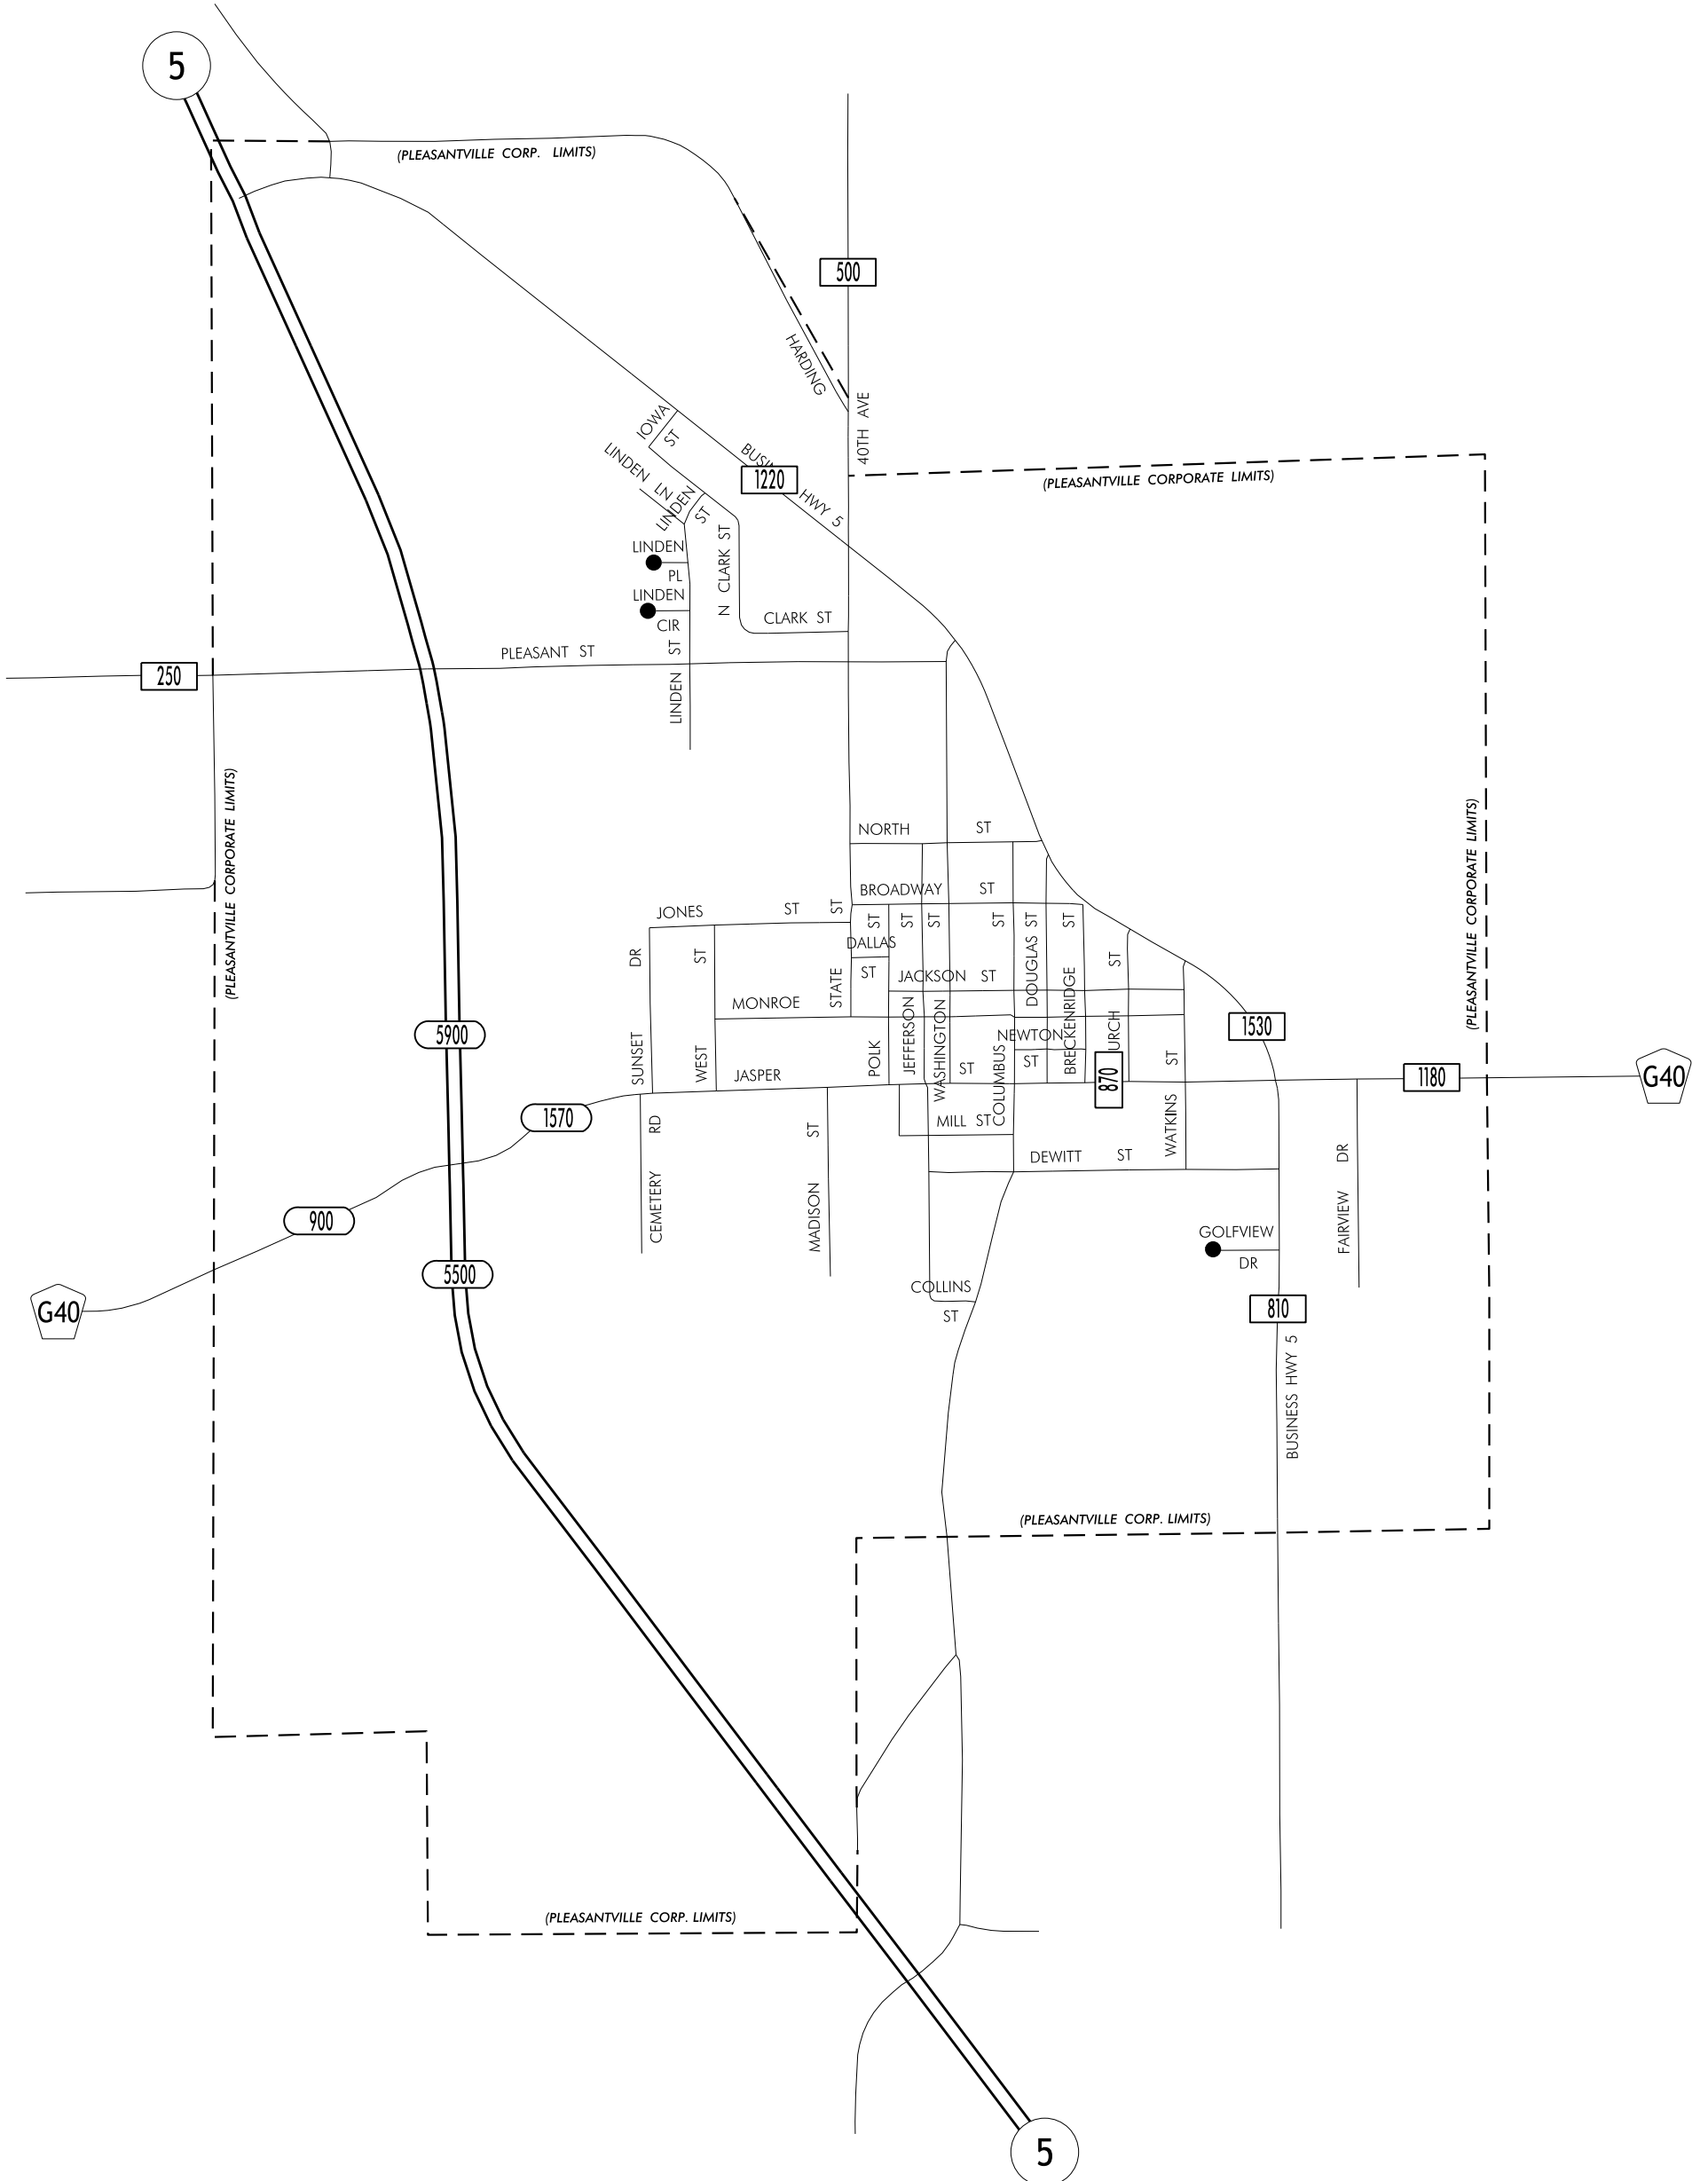 5
(PLEASANTVILLE CORP. LIMITS)
500
HARDING
40TH AVE
IOWA
ST
LINDEN LN
1220
HWY 5
(PLEASANTVILLE CORPORATE LIMITS)
LINDEN
ST
N CLARK ST
LINDEN
PL
LINDEN
CIR
CLARK ST
PLEASANT ST
250
LINDEN ST
(PLEASANTVILLE CORPORATE LIMITS)
(PLEASANTVILLE CORPORATE LIMITS)
NORTH ST
BROADWAY ST
JONES ST
STATE ST
DALLAS
ST
JACKSON ST
MONROE ST
NEWTON
ST
SUNSET DR
WEST ST
POLK ST
JEFFERSON ST
WASHINGTON ST
COLUMBUS ST
DOUGLAS ST
BRECKENRIDGE ST
URCH ST
WATKINS ST
5900
1530
870
JASPER
1180
G40
1570
MILL ST
DEWITT ST
CEMETERY RD
MADISON ST
FAIRVIEW DR
900
GOLFVIEW
DR
5500
COLLINS
ST
G40
810
BUSINESS HWY 5
(PLEASANTVILLE CORP. LIMITS)
(PLEASANTVILLE CORP. LIMITS)
5